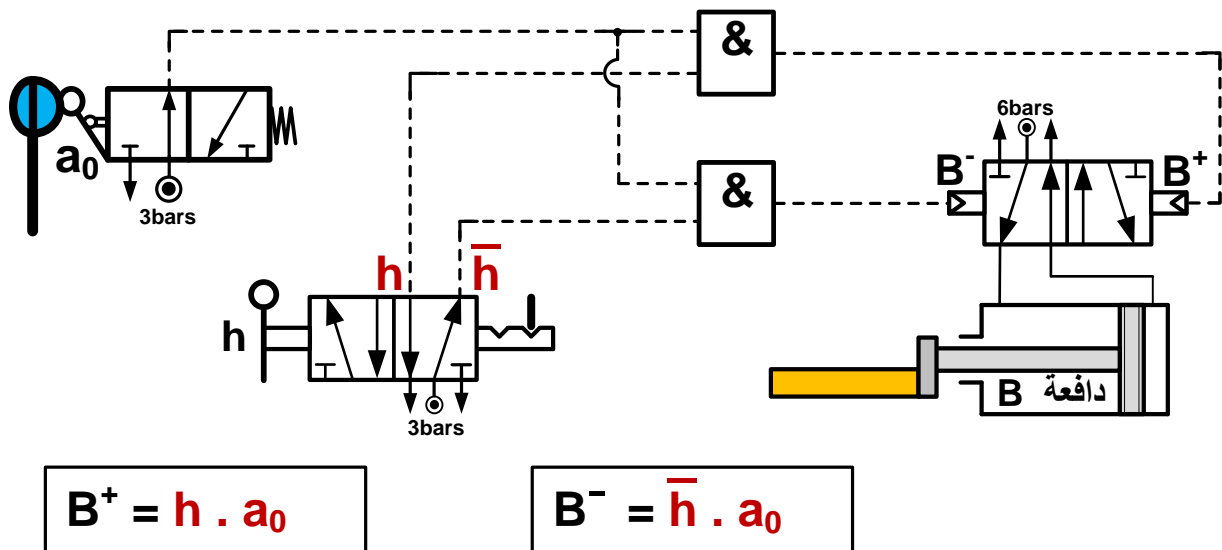 &
a₀
3bars
&
6bars
B⁻
B⁺
h
h̅
h
3bars
دافعة B
B⁺ = h . a₀
B⁻ = h̅ . a₀